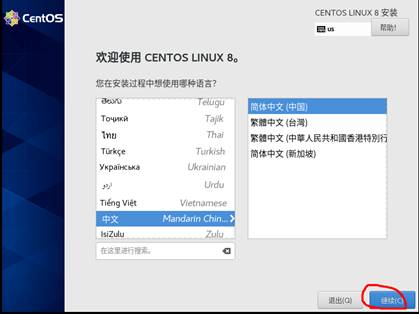 CentOS
CENTOS LINUX 8 安装
us
帮助!
欢迎使用 CENTOS LINUX 8。
您在安装过程中想使用哪种语言?
తెలుగు Telugu
Тоҷикӣ Tajik
ไทย Thai
Türkçe Turkish
Українська Ukrainian
اردو Urdu
Tiếng Việt Vietnamese
中文 Mandarin Chin...
IsiZulu Zulu
在这里进行搜索。
简体中文 (中国)
繁體中文 (台灣)
繁體中文 (中華人民共和國香港特別行
简体中文 (新加坡)
退出(Q)
继续(C)